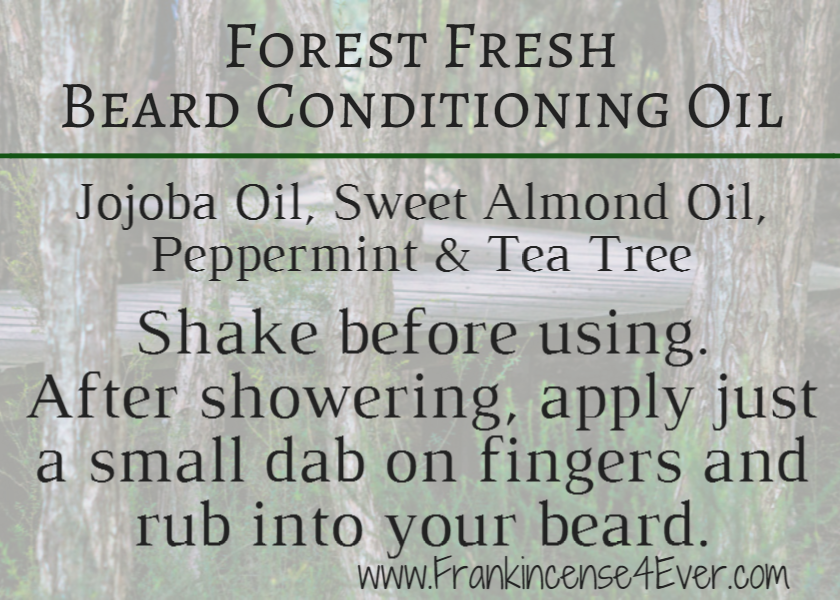 Forest Fresh
Beard Conditioning Oil
Jojoba Oil, Sweet Almond Oil,
Peppermint & Tea Tree
Shake before using.
After showering, apply just
a small dab on fingers and
rub into your beard.
www.Frankincense4Ever.com